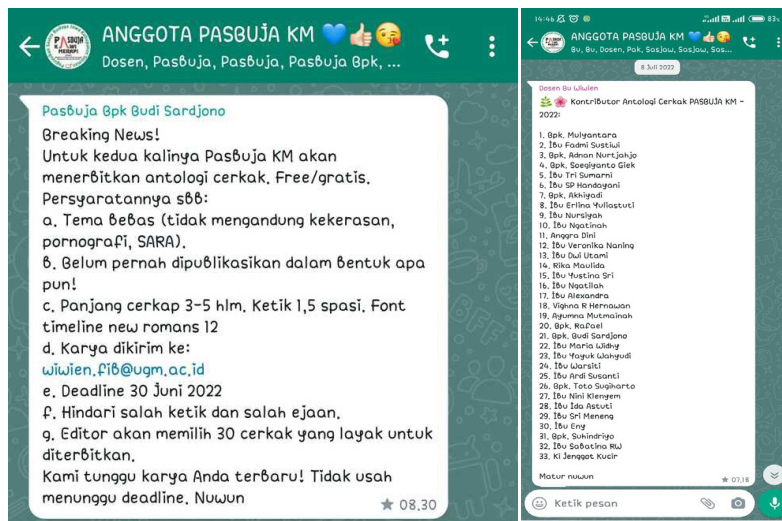 ANGGOTA PASBUJA KM
Dosen, PasBuja, PasBuja, PasBuja Bpk, ...
PasBuja Bpk Budi Sardjono
Breaking News!
Untuk kedua kalinya PasBuja KM akan
menerbitkan antologi cerkak. Free/gratis.
Persyaratannya sbb:
a. Tema bebas (tidak mengandung kekerasan,
pornografi, SARA).
b. Belum pernah dipublikasikan dalam bentuk apa
pun!
c. Panjang cerkap 3-5 hlm. Ketik 1,5 spasi. Font
timeline new romans 12
d. Karya dikirim ke:
wiwien.fib@ugm.ac.id
e. Deadline 30 Juni 2022
f. Hindari salah ketik dan salah ejaan.
g. Editor akan memilih 30 cerkak yang layak untuk
diterbitkan.
Kami tunggu karya Anda terbaru! Tidak usah
menunggu deadline. Nuwun
08.30
14:46
83%
ANGGOTA PASBUJA KM
Bu, Bu, Dosen, Pak, Sasjaw, Sasjaw, Sas...
8 Juli 2022
Dosen Bu Wiwien
Kontributor Antologi Cerkak PASBUJA KM -
2022:
1. Bpk. Mulyantara
2. Ibu Fadmi Sustiwi
3. Bpk. Adnan Nurtjahjo
4. Bpk. Soegiyanto Giek
5. Ibu Tri Sumarni
6. Ibu SP Handayani
7. Bpk. Akhiyadi
8. Ibu Erlina Yuliastuti
9. Ibu Nursiyah
10. Ibu Ngatinah
11. Anggra Dini
12. Ibu Veronika Naning
13. Ibu Dwi Utami
14. Rika Maulida
15. Ibu Yustina Sri
16. Ibu Ngatilah
17. Ibu Alexandra
18. Vighna R Hernawan
19. Ayumna Mutmainah
20. Bpk. Rafael
21. Bpk. Budi Sardjono
22. Ibu Maria Widhy
23. Ibu Yayuk Wahyudi
24. Ibu Warsiti
25. Ibu Ardi Susanti
26. Bpk. Toto Sugiharto
27. Ibu Nini Klenyem
28. Ibu Ida Astuti
29. Ibu Sri Meneng
30. Ibu Eny
31. Bpk. Suhindriyo
32. Ibu Sabatina RW
33. Ki Jenggot Kucir
Matur nuwun
07.18
Ketik pesan